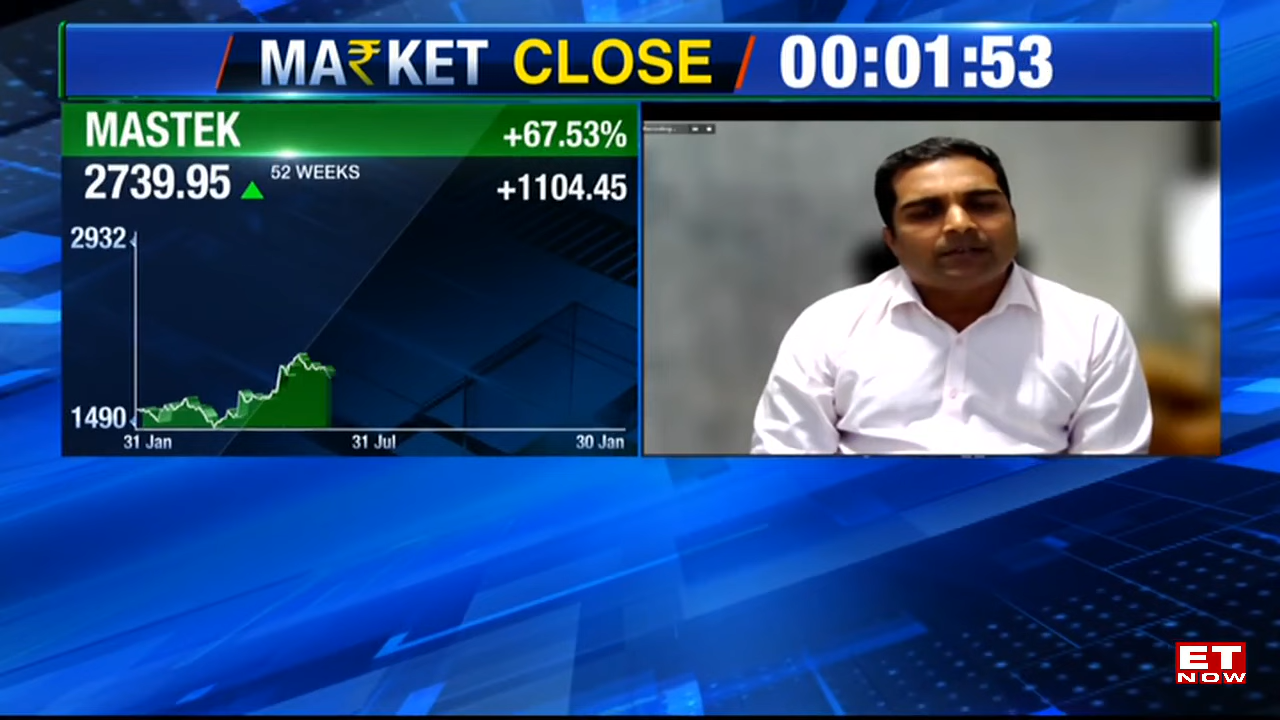 MA₹KET CLOSE 00:01:53
MASTEK +67.53%
2739.95 52 WEEKS +1104.45
2932
1490
31 Jan 31 Jul 30 Jan
Recording...
ET
NOW